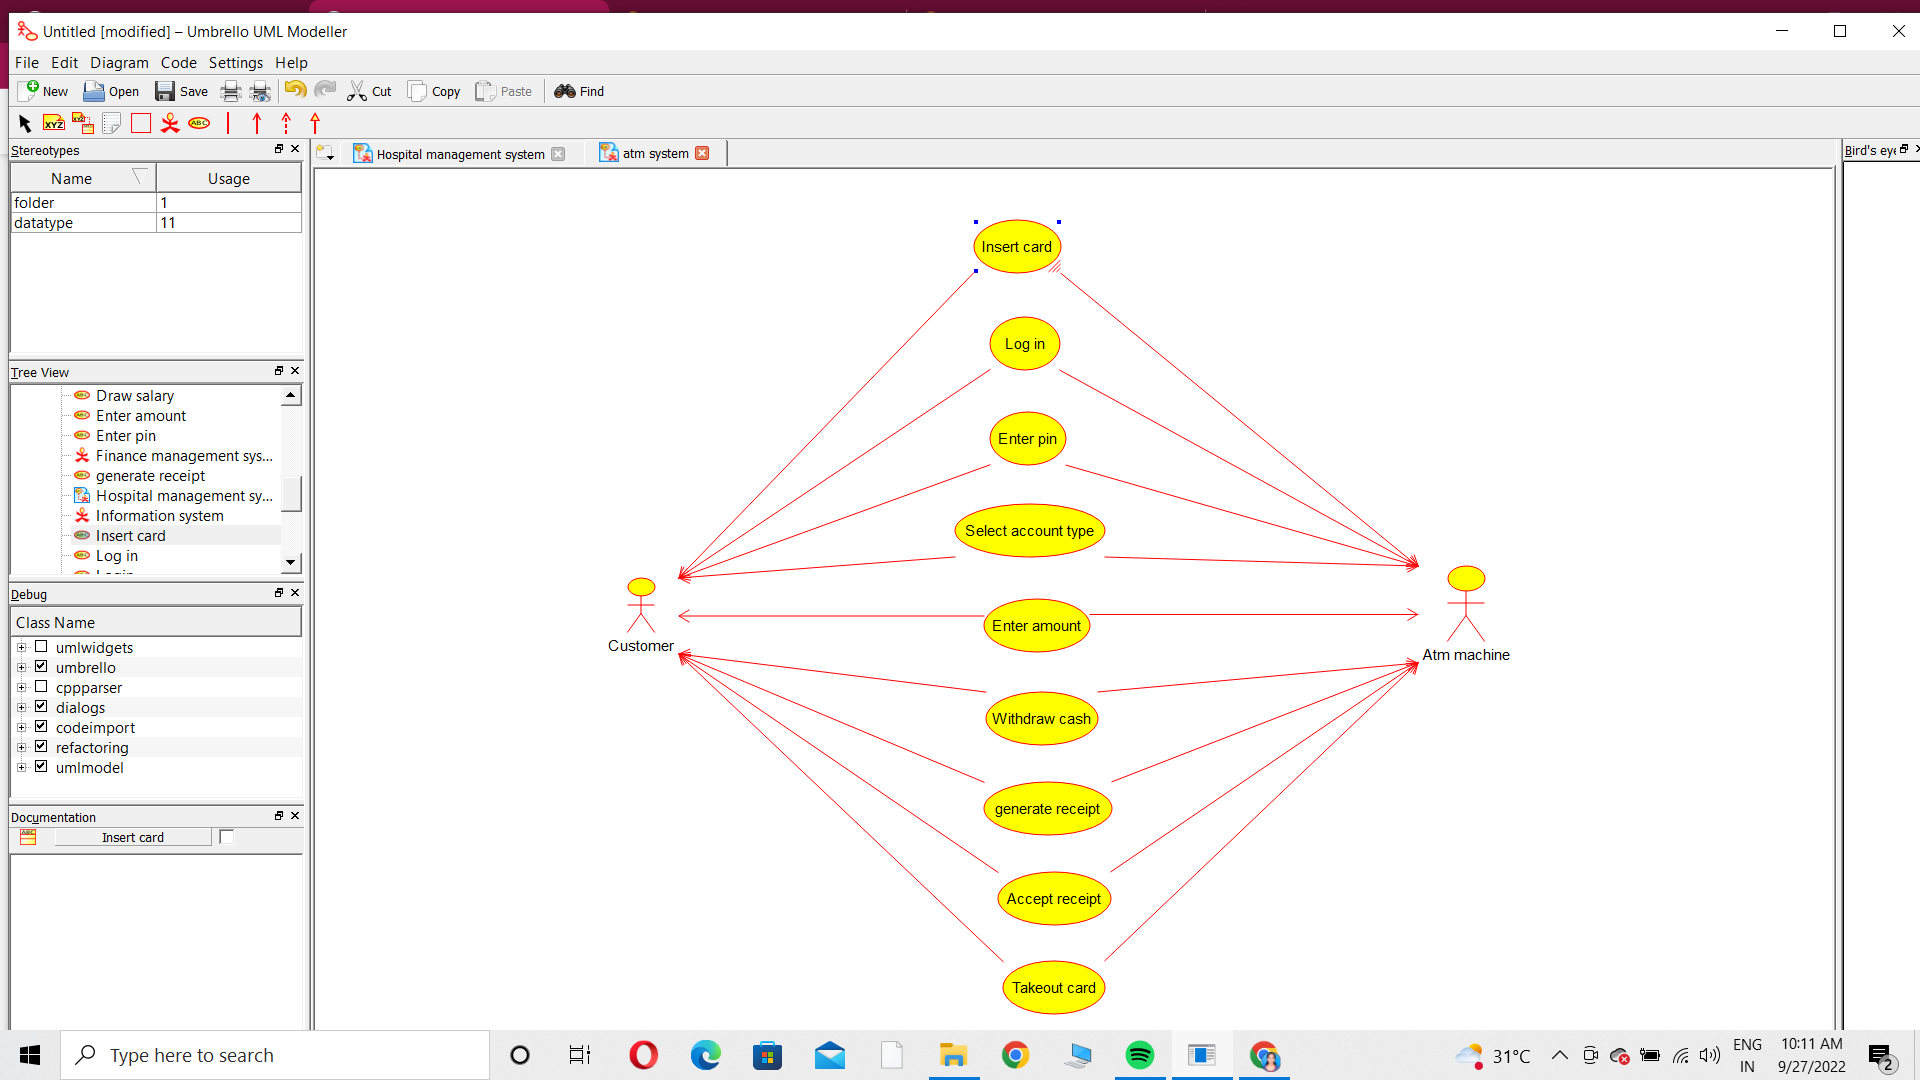 Untitled [modified] – Umbrello UML Modeller
File Edit Diagram Code Settings Help
New Open Save Cut Copy Paste Find
XYZ XYZ ABC
Stereotypes
Name Usage
folder 1
datatype 11
Tree View
Draw salary
Enter amount
Enter pin
Finance management sys...
generate receipt
Hospital management sy...
Information system
Insert card
Log in
Debug
Class Name
umlwidgets
umbrello
cppparser
dialogs
codeimport
refactoring
umlmodel
Documentation
Insert card
Hospital management system
atm system
Bird's eye
Insert card
Log in
Enter pin
Select account type
Enter amount
Customer
Atm machine
Withdraw cash
generate receipt
Accept receipt
Takeout card
Type here to search
31°C
ENG
IN
10:11 AM
9/27/2022
2